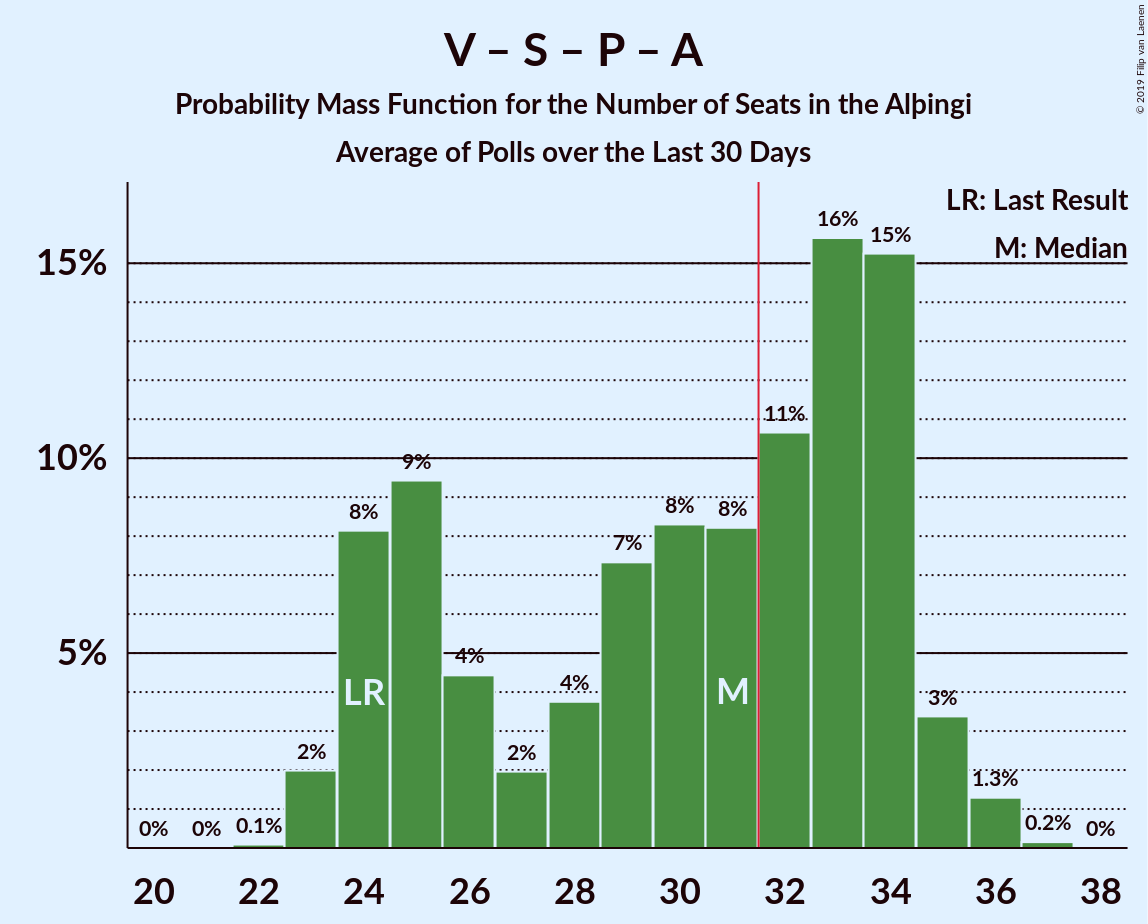 V – S – P – A
Probability Mass Function for the Number of Seats in the Alþingi
Average of Polls over the Last 30 Days
© 2019 Filip van Laenen
LR: Last Result
M: Median
15%
10%
5%
0%
0%
0.1%
2%
8%
9%
4%
2%
4%
7%
8%
8%
11%
16%
15%
3%
1.3%
0.2%
0%
LR
M
20 22 24 26 28 30 32 34 36 38